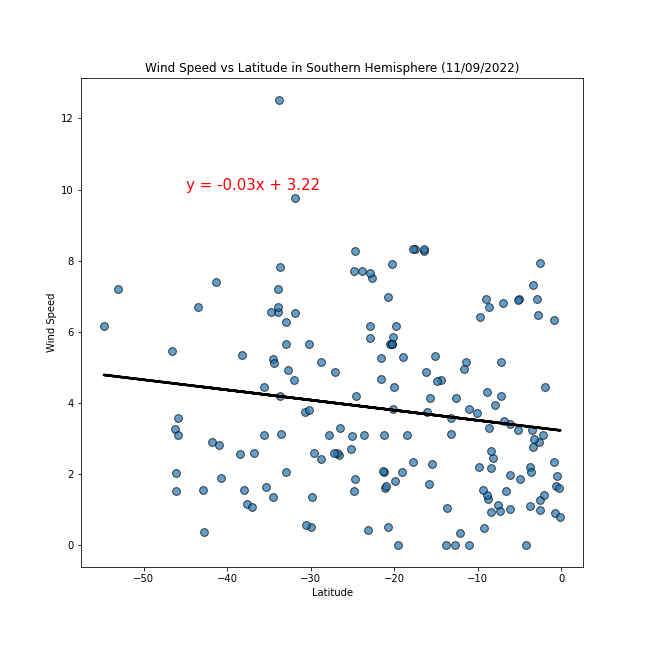 Wind Speed vs Latitude in Southern Hemisphere (11/09/2022)
12
y = -0.03x + 3.22
10
8
6
4
2
0
Wind Speed
−50 −40 −30 −20 −10 0
Latitude